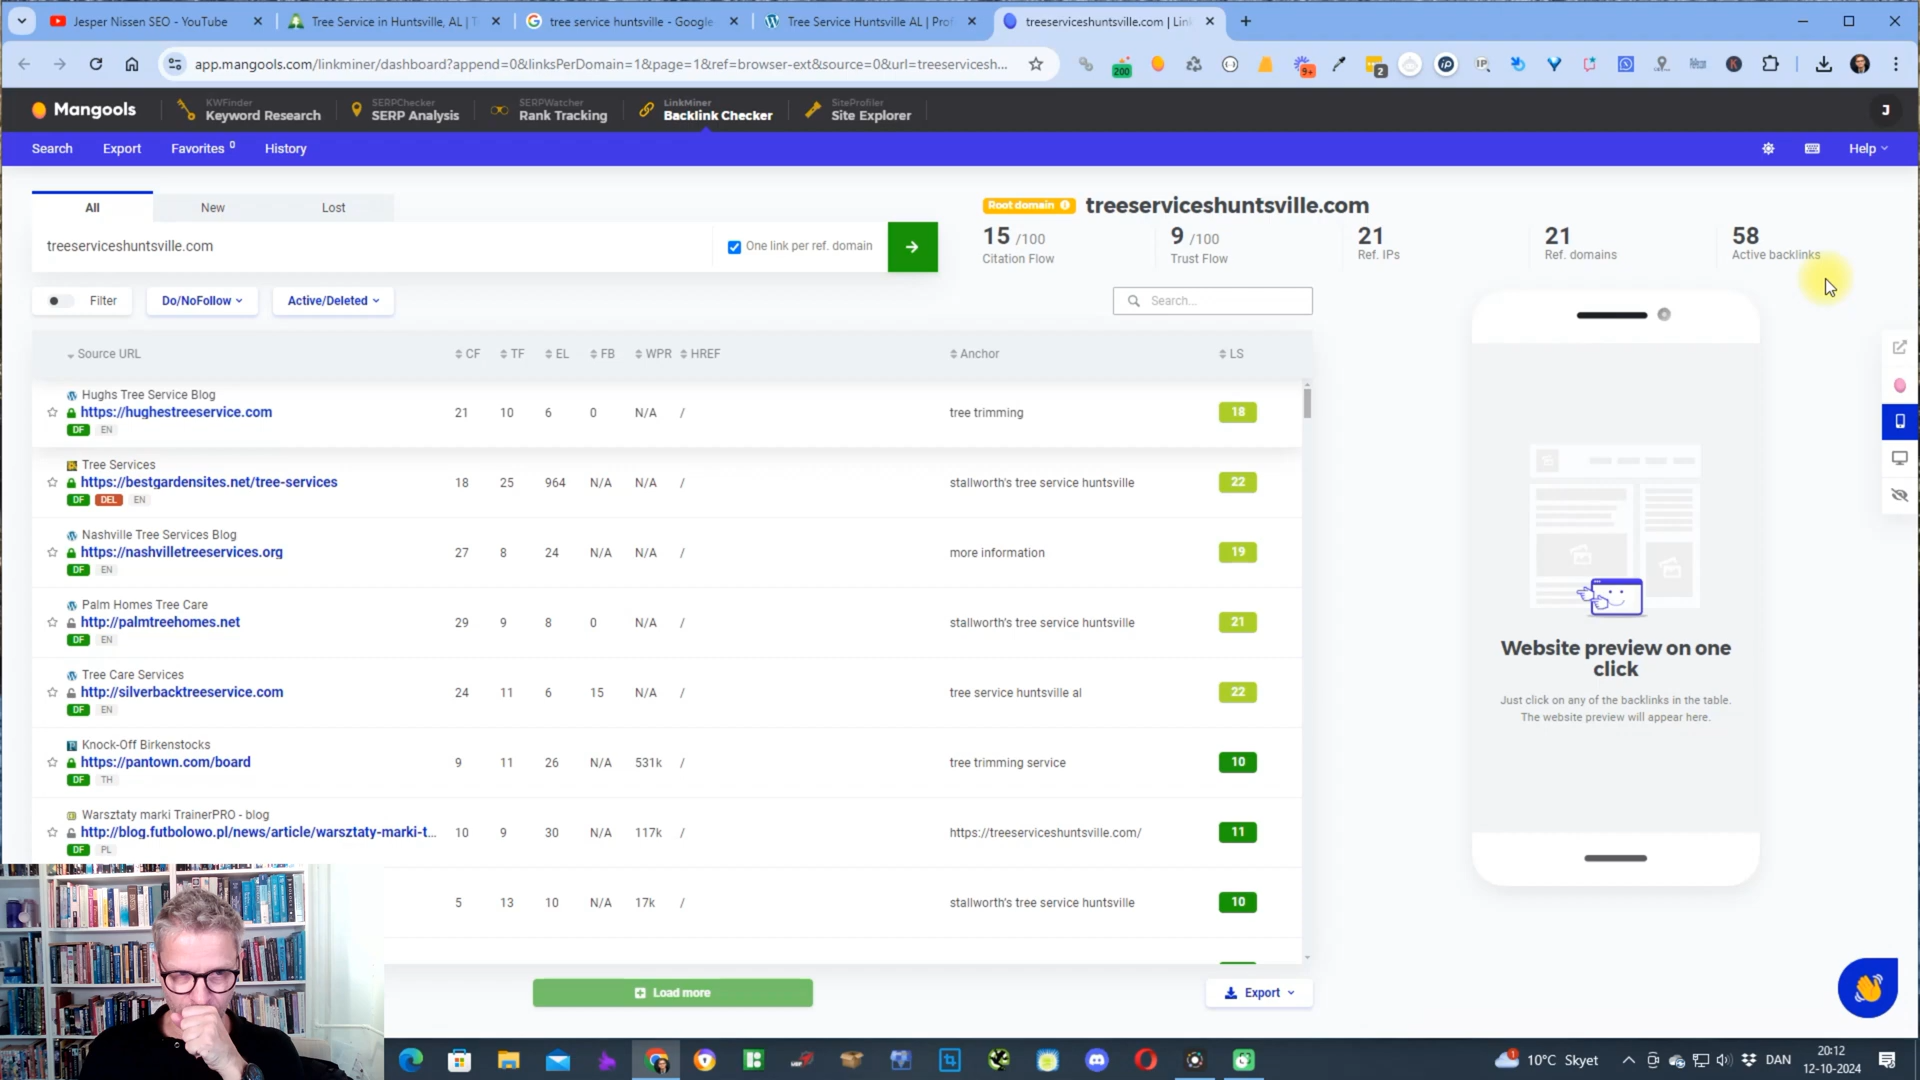 Jesper Nissen SEO - YouTube
Tree Service in Huntsville, AL | T
tree service huntsville - Google
Tree Service Huntsville AL | Prof
treeserviceshuntsville.com | Lin
app.mangools.com/linkminer/dashboard?append=0&linksPerDomain=1&page=1&ref=browser-ext&source=0&url=treeservicesh...
200
9+
2
Mangools
KWFinder
Keyword Research
SERPChecker
SERP Analysis
SERPWatcher
Rank Tracking
LinkMiner
Backlink Checker
SiteProfiler
Site Explorer
J
Search
Export
Favorites 0
History
Help
All
New
Lost
treeserviceshuntsville.com
One link per ref. domain
Root domain
treeserviceshuntsville.com
15 /100
Citation Flow
9 /100
Trust Flow
21
Ref. IPs
21
Ref. domains
58
Active backlinks
Filter
Do/NoFollow
Active/Deleted
Search...
Source URL CF TF EL FB WPR HREF Anchor LS
Hughs Tree Service Blog
https://hughestreeservice.com 21 10 6 0 N/A / tree trimming 18
DF EN
Tree Services
https://bestgardensites.net/tree-services 18 25 964 N/A N/A / stallworth's tree service huntsville 22
DF DEL EN
Nashville Tree Services Blog
https://nashvilletreeservices.org 27 8 24 N/A N/A / more information 19
DF EN
Palm Homes Tree Care
http://palmtreehomes.net 29 9 8 0 N/A / stallworth's tree service huntsville 21
DF EN
Tree Care Services
http://silverbacktreeservice.com 24 11 6 15 N/A / tree service huntsville al 22
DF EN
Knock-Off Birkenstocks
https://pantown.com/board 9 11 26 N/A 531k / tree trimming service 10
DF TH
Warsztaty marki TrainerPRO - blog
http://blog.futbolowo.pl/news/article/warsztaty-marki-t... 10 9 30 N/A 117k / https://treeserviceshuntsville.com/ 11
DF PL
5 13 10 N/A 17k / stallworth's tree service huntsville 10
Load more
Export
Website preview on one
click
Just click on any of the backlinks in the table.
The website preview will appear here.
1
10°C Skyet
DAN
20:12
12-10-2024